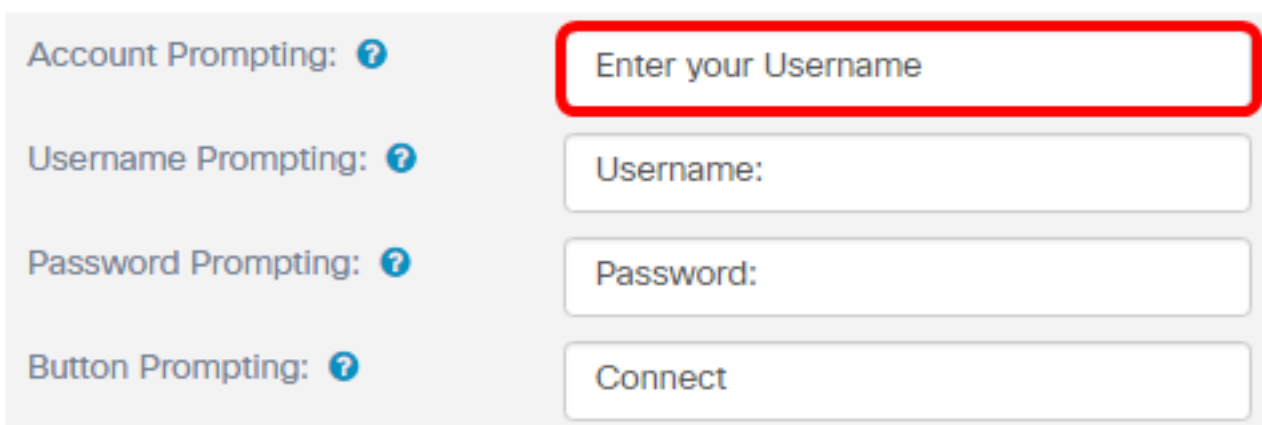 Account Prompting: ? Enter your Username
Username Prompting: ? Username:
Password Prompting: ? Password:
Button Prompting: ? Connect